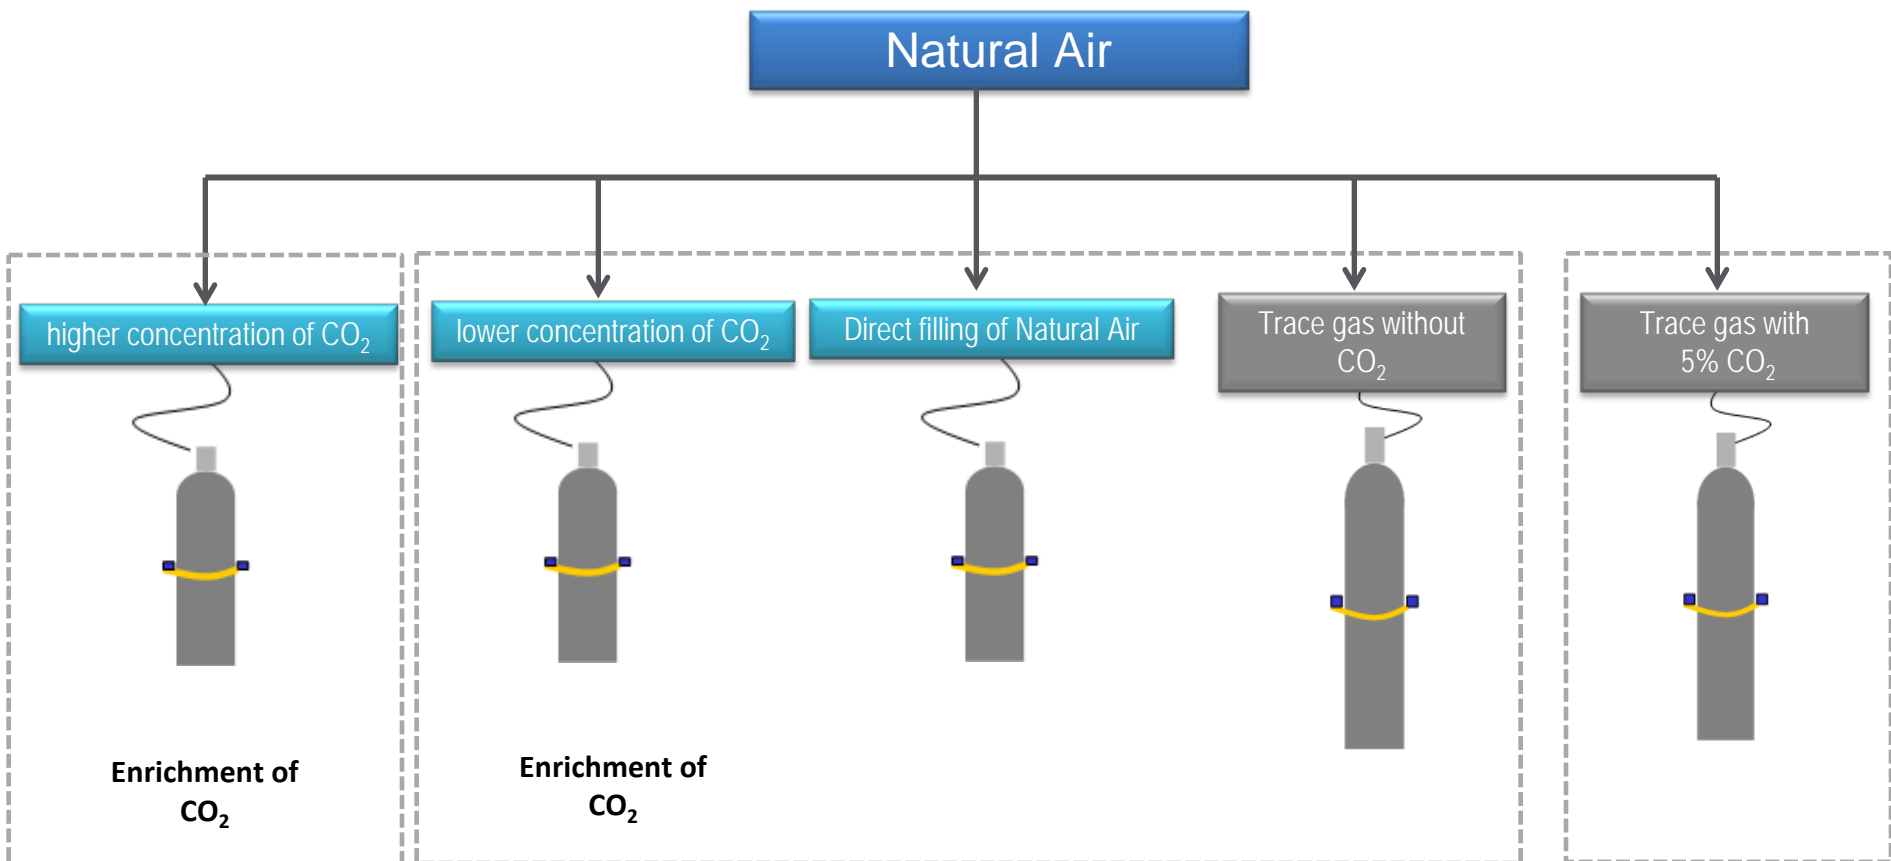 Natural Air
higher concentration of CO₂
lower concentration of CO₂
Direct filling of Natural Air
Trace gas without
CO₂
Trace gas with
5% CO₂
Enrichment of
CO₂
Enrichment of
CO₂